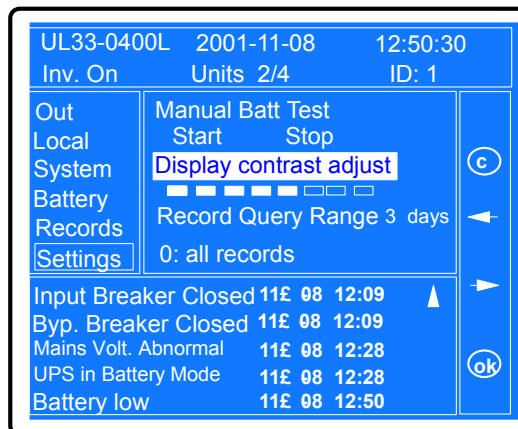 UL33-0400L 2001-11-08 12:50:30
Inv. On Units 2/4 ID: 1
Out
Local
System
Battery
Records
Settings
Manual Batt Test
Start Stop
Display contrast adjust
Record Query Range 3 days
0: all records
Input Breaker Closed 11£ 08 12:09
Byp. Breaker Closed 11£ 08 12:09
Mains Volt. Abnormal 11£ 08 12:28
UPS in Battery Mode 11£ 08 12:28
Battery low 11£ 08 12:50
c
ok